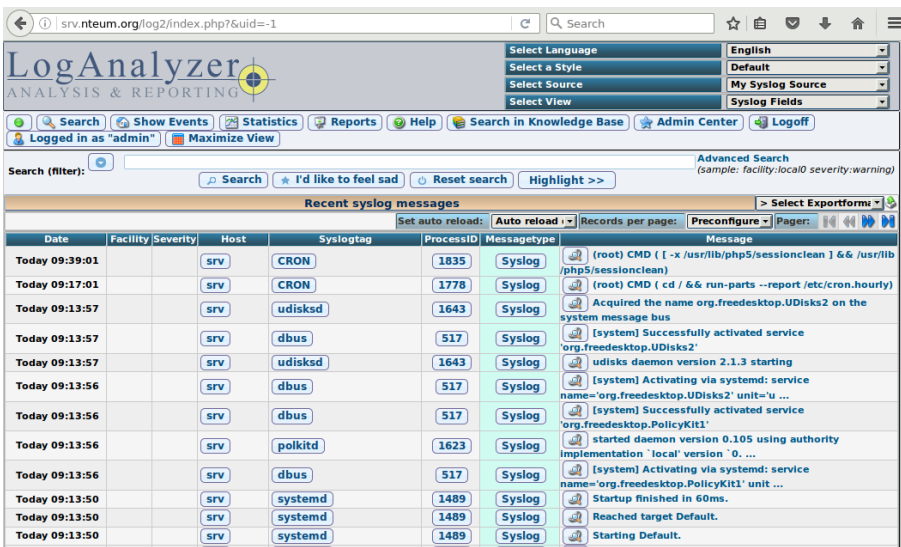 srv.nteum.org/log2/index.php?&uid=-1
Search
LogAnalyzer
ANALYSIS & REPORTING
Select Language English
Select a Style Default
Select Source My Syslog Source
Select View Syslog Fields
Search Show Events Statistics Reports Help Search in Knowledge Base Admin Center Logoff
Logged in as "admin" Maximize View
Search (filter):
Advanced Search
(sample: facility:local0 severity:warning)
Search I'd like to feel sad Reset search Highlight >>
Recent syslog messages > Select Exportforma
Set auto reload: Auto reload Records per page: Preconfigure Pager:
Date Facility Severity Host Syslogtag ProcessID Messagetype Message
Today 09:39:01 srv CRON 1835 Syslog (root) CMD ( [ -x /usr/lib/php5/sessionclean ] && /usr/lib
/php5/sessionclean)
Today 09:17:01 srv CRON 1778 Syslog (root) CMD ( cd / && run-parts --report /etc/cron.hourly)
Today 09:13:57 srv udisksd 1643 Syslog Acquired the name org.freedesktop.UDisks2 on the
system message bus
Today 09:13:57 srv dbus 517 Syslog [system] Successfully activated service
'org.freedesktop.UDisks2'
Today 09:13:57 srv udisksd 1643 Syslog udisks daemon version 2.1.3 starting
Today 09:13:56 srv dbus 517 Syslog [system] Activating via systemd: service
name='org.freedesktop.UDisks2' unit='u ...
Today 09:13:56 srv dbus 517 Syslog [system] Successfully activated service
'org.freedesktop.PolicyKit1'
Today 09:13:56 srv polkitd 1623 Syslog started daemon version 0.105 using authority
implementation `local' version `0. ...
Today 09:13:56 srv dbus 517 Syslog [system] Activating via systemd: service
name='org.freedesktop.PolicyKit1' unit ...
Today 09:13:50 srv systemd 1489 Syslog Startup finished in 60ms.
Today 09:13:50 srv systemd 1489 Syslog Reached target Default.
Today 09:13:50 srv systemd 1489 Syslog Starting Default.